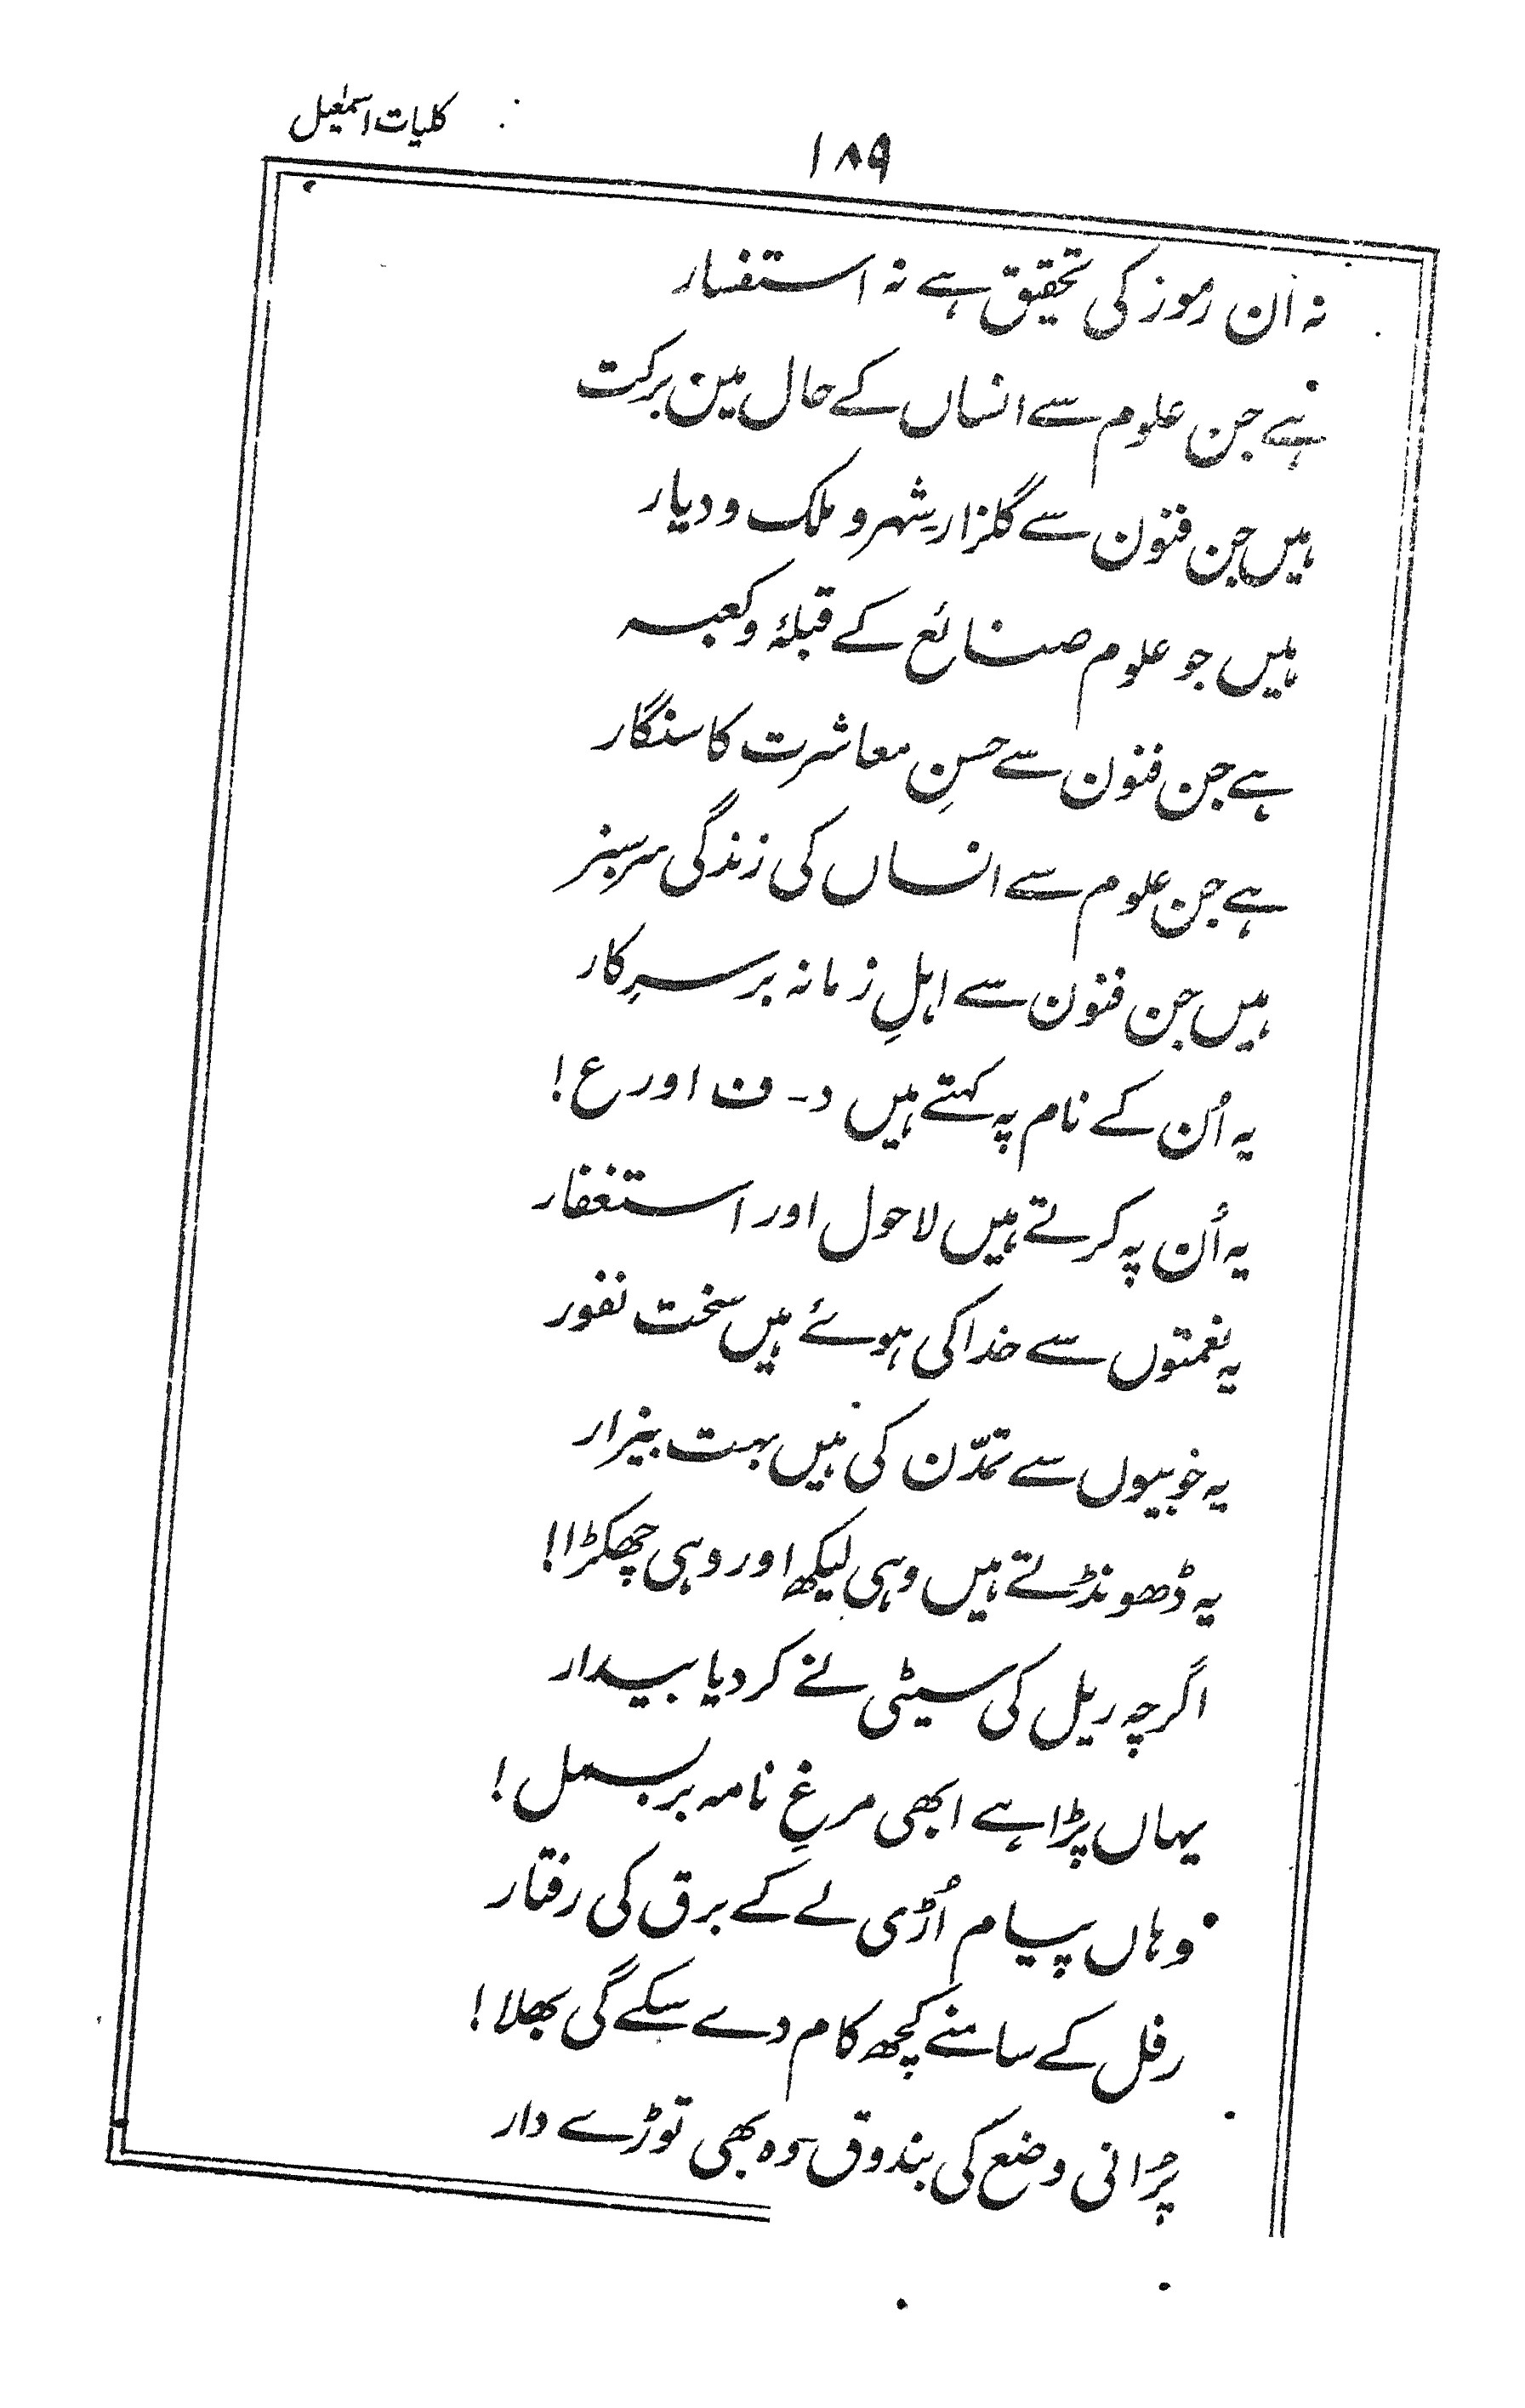 کلیات اسمٰعیل
۱۸۹
نہ اُن رموز کی تحقیق ہے نہ استفسار
ہے جن علوم سے انساں کے حال مین برکت
ہیں جن فنون سے گلزار شہر و ملک و دیار
ہیں جو علوم صنائع کے قبلۂ و کعبہ
ہے جن فنون سے حسنِ معاشرت کا سنگار
ہے جن علوم سے انساں کی زندگی سرسبز
ہیں جن فنون سے اہلِ زمانہ برسرِکار
یہ اُن کے نام پہ کہتے ہیں د۔ ف اور ع!
یہ اُن پہ کرتے ہیں لاحول اور استغفار
یہ نعمتوں سے خدا کی ہوئے ہیں سخت نفور
یہ خوبیوں سے تمدّن کی ہیں بہت بیزار
یہ ڈھونڈتے ہیں وہی لیکھ اور وہی چھکڑا!
اگرچہ ریل کی سیٹی نے کردیا بیدار
یہاں پڑا ہے ابھی مرغِ نامہ بر بسمل!
وہاں پیام اُڑی لے کے برق کی رفتار
رفل کے سامنے کچھ کام دے سکے گی بھلا!
پُرانی وضع کی بندوق وہ بھی توڑے دار